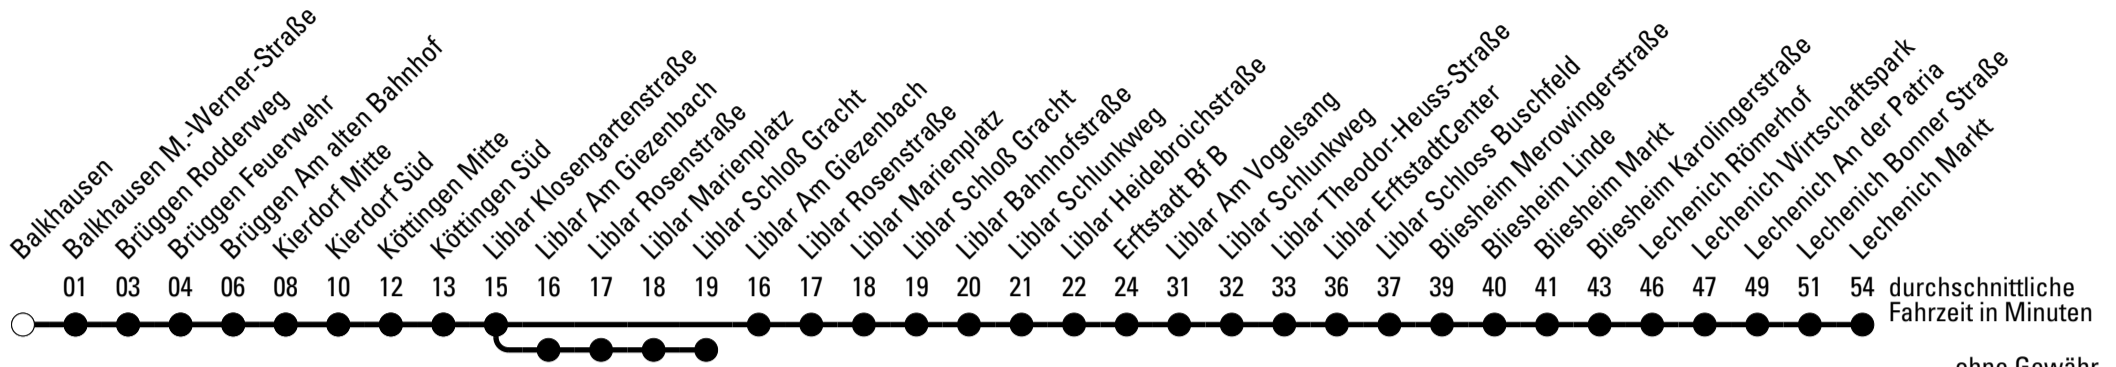 Balkhausen
Balkhausen M.-Werner-Straße
Brüggen Rodderweg
Brüggen Feuerwehr
Brüggen Am alten Bahnhof
Kierdorf Mitte
Kierdorf Süd
Köttingen Mitte
Köttingen Süd
Liblar Klosengartenstraße
Liblar Am Giezenbach
Liblar Rosenstraße
Liblar Marienplatz
Liblar Schloß Gracht
Liblar Am Giezenbach
Liblar Rosenstraße
Liblar Marienplatz
Liblar Schloß Gracht
Liblar Bahnhofstraße
Liblar Schlunkweg
Liblar Heidebroichstraße
Erftstadt Bf B
Liblar Am Vogelsang
Liblar Schlunkweg
Liblar Theodor-Heuss-Straße
Liblar ErftstadtCenter
Liblar Schloss Buschfeld
Bliesheim Merowingerstraße
Bliesheim Linde
Bliesheim Markt
Bliesheim Karolingerstraße
Lechenich Römerhof
Lechenich Wirtschaftspark
Lechenich An der Patria
Lechenich Bonner Straße
Lechenich Markt
01 03 04 06 08 10 12 13 15 16 17 18 19 16 17 18 19 20 21 22 24 31 32 33 36 37 39 40 41 43 46 47 49 51 54 durchschnittliche
Fahrzeit in Minuten
ohne Gewähr